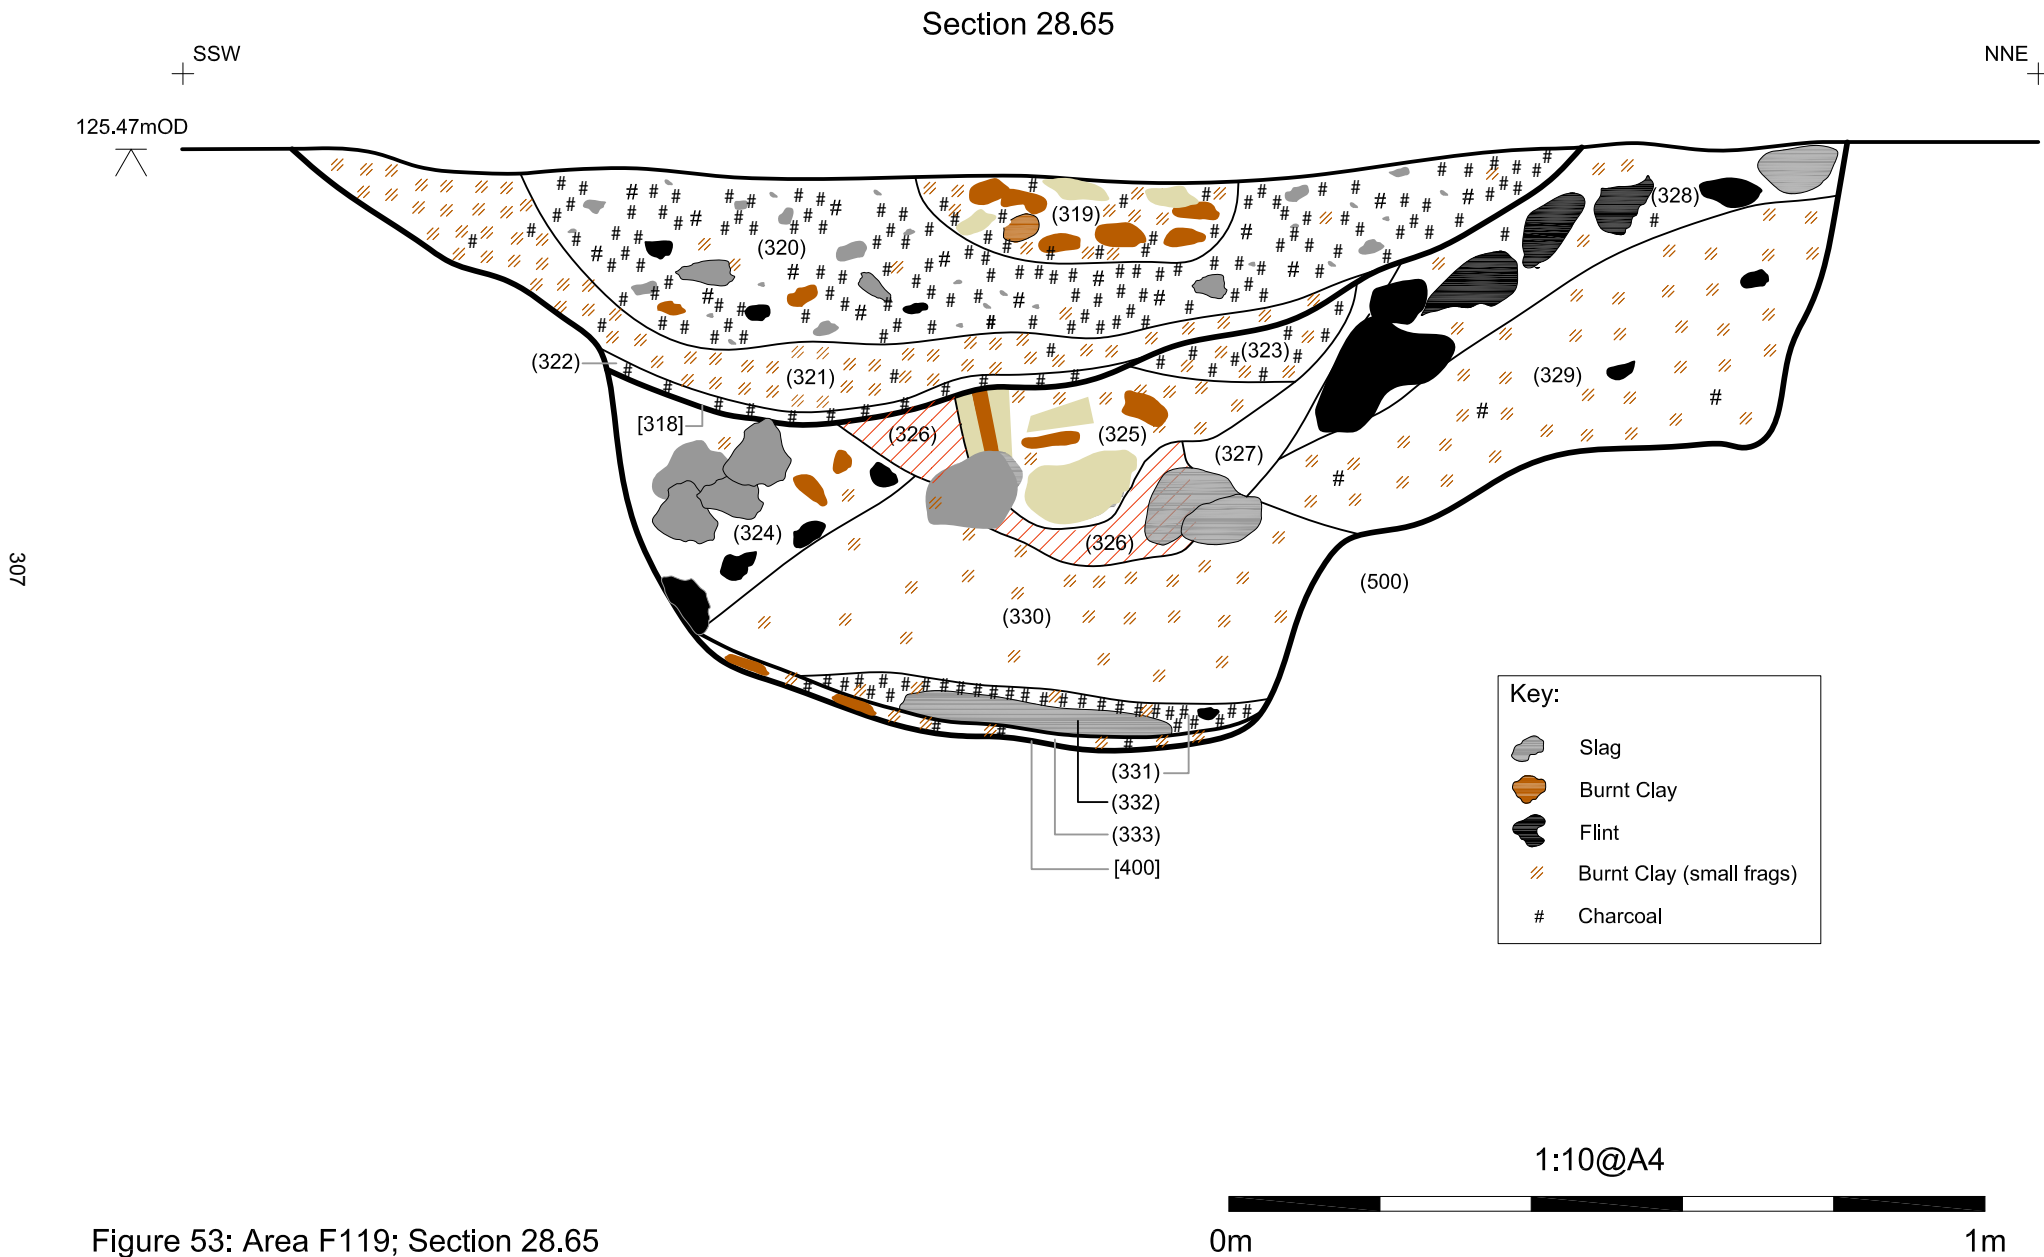 Section 28.65
SSW
NNE
125.47mOD
(328)
(319)
(320)
(323)
(322)
(321)
(329)
[318]
(326)
(325)
(327)
(324)
(326)
307
(500)
(330)
(331)
(332)
(333)
[400]
Key:
Slag
Burnt Clay
Flint
Burnt Clay (small frags)
# Charcoal
1:10@A4
0m
1m
Figure 53: Area F119; Section 28.65